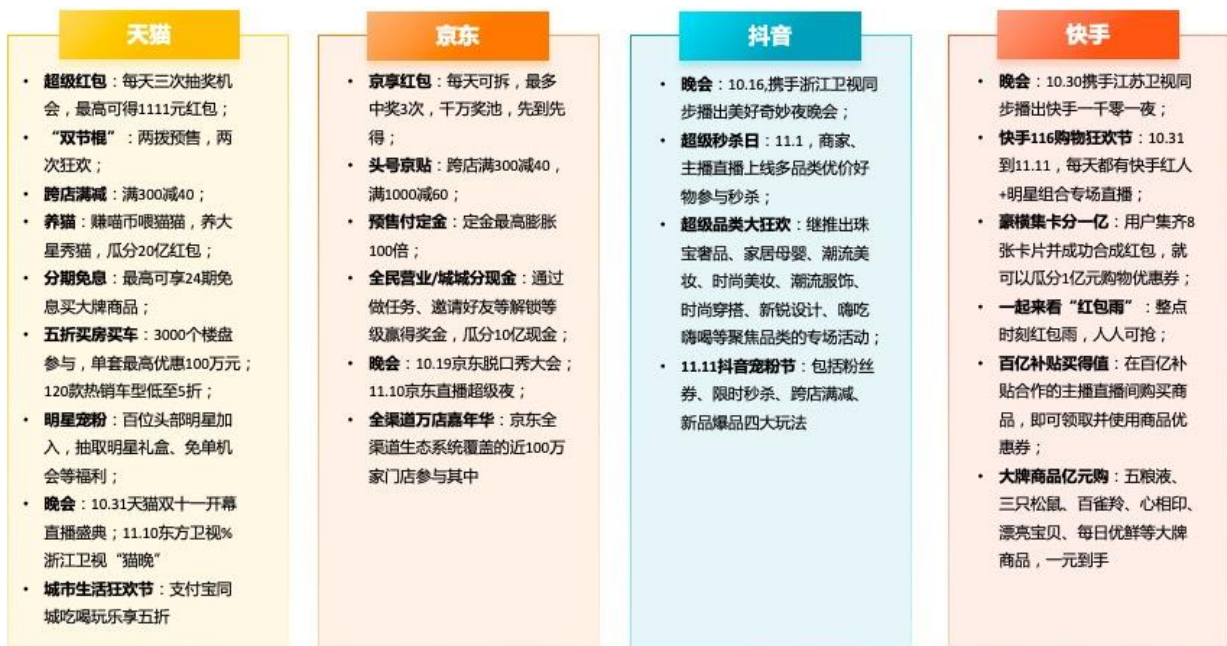 天猫
• 超级红包：每天三次抽奖机
会，最高可得1111元红包；
• “双节棍”：两拨预售，两
次狂欢；
• 跨店满减：满300减40；
• 养猫：赚喵币喂猫猫，养大
星秀猫，瓜分20亿红包；
• 分期免息：最高可享24期免
息买大牌商品；
• 五折买房买车：3000个楼盘
参与，单套最高优惠100万元；
120款热销车型低至5折；
• 明星宠粉：百位头部明星加
入，抽取明星礼盒、免单机
会等福利；
• 晚会：10.31天猫双十一开幕
直播盛典；11.10东方卫视%
浙江卫视“猫晚”
• 城市生活狂欢节：支付宝同
城吃喝玩乐享五折
京东
• 京享红包：每天可拆，最多
中奖3次，千万奖池，先到先
得；
• 头号京贴：跨店满300减40，
满1000减60；
• 预售付定金：定金最高膨胀
100倍；
• 全民营业/城城分现金：通过
做任务、邀请好友等解锁等
级赢得奖金，瓜分10亿现金；
• 晚会：10.19京东脱口秀大会；
11.10京东直播超级夜；
• 全渠道万店嘉年华：京东全
渠道生态系统覆盖的近100万
家门店参与其中
抖音
• 晚会：10.16,携手浙江卫视同
步播出美好奇妙夜晚会；
• 超级秒杀日：11.1，商家、
主播直播上线多品类优价好
物参与秒杀；
• 超级品类大狂欢：继推出珠
宝奢品、家居母婴、潮流美
妆、时尚美妆、潮流服饰、
时尚穿搭、新锐设计、嗨吃
嗨喝等聚焦品类的专场活动；
• 11.11抖音宠粉节：包括粉丝
券、限时秒杀、跨店满减、
新品爆品四大玩法
快手
• 晚会：10.30携手江苏卫视同
步播出快手一千零一夜；
• 快手116购物狂欢节：10.31
到11.11，每天都有快手红人
+明星组合专场直播；
• 豪横集卡分一亿：用户集齐8
张卡片并成功合成红包，就
可以瓜分1亿元购物优惠券；
• 一起来看“红包雨”：整点
时刻红包雨，人人可抢；
• 百亿补贴买得值：在百亿补
贴合作的主播直播间购买商
品，即可领取并使用商品优
惠券；
• 大牌商品亿元购：五粮液、
三只松鼠、百雀羚、心相印、
漂亮宝贝、每日优鲜等大牌
商品，一元到手